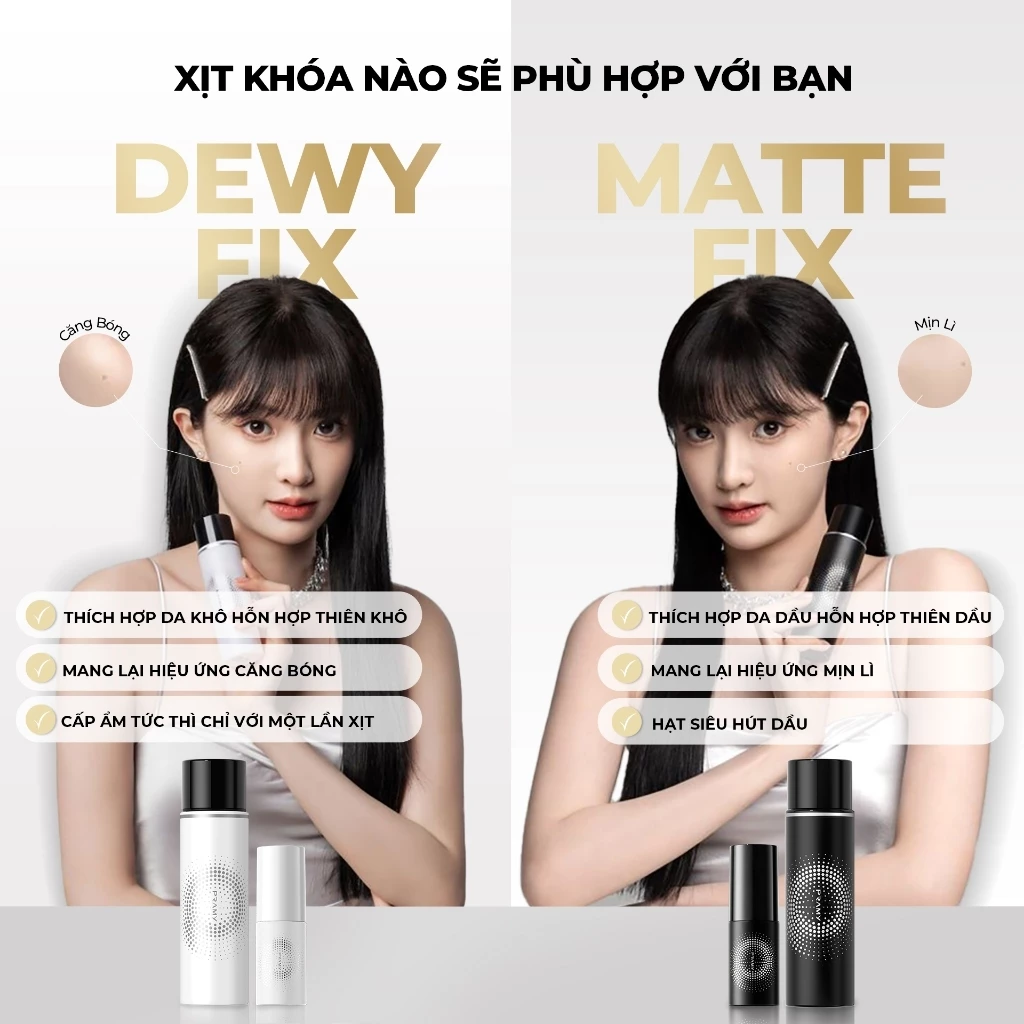 XỊT KHÓA NÀO SẼ PHÙ HỢP VỚI BẠN
DEWY
FIX
Căng Bóng
THÍCH HỢP DA KHÔ HỖN HỢP THIÊN KHÔ
MANG LẠI HIỆU ỨNG CĂNG BÓNG
CẤP ẨM TỨC THÌ CHỈ VỚI MỘT LẦN XỊT
MATTE
FIX
Mịn Lì
THÍCH HỢP DA DẦU HỖN HỢP THIÊN DẦU
MANG LẠI HIỆU ỨNG MỊN LÌ
HẠT SIÊU HÚT DẦU
PRAMY
PRAMY